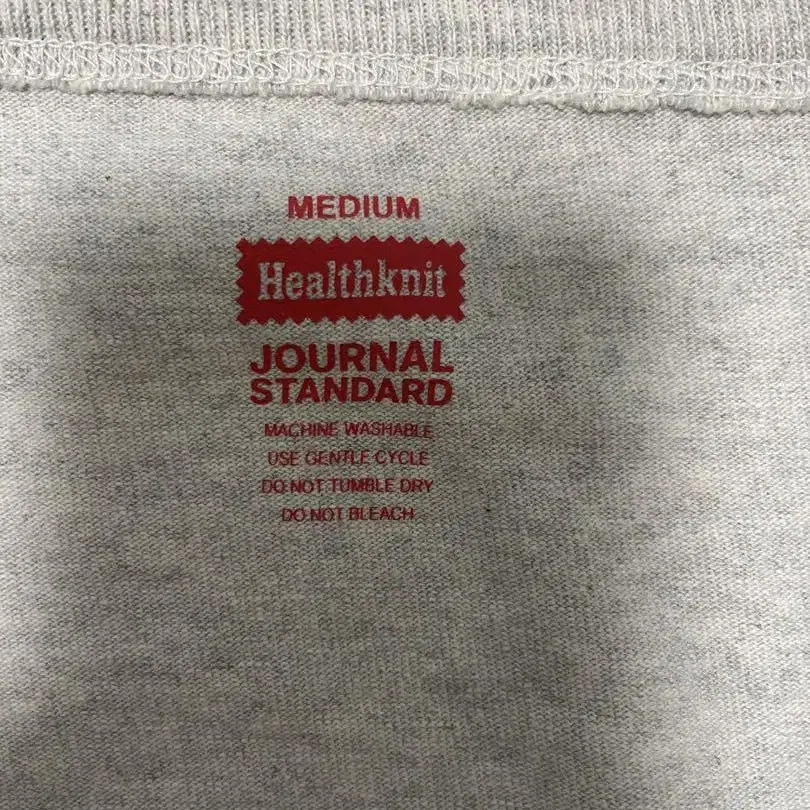 MEDIUM
Healthknit
JOURNAL
STANDARD
MACHINE WASHABLE
USE GENTLE CYCLE
DO NOT TUMBLE DRY
DO NOT BLEACH